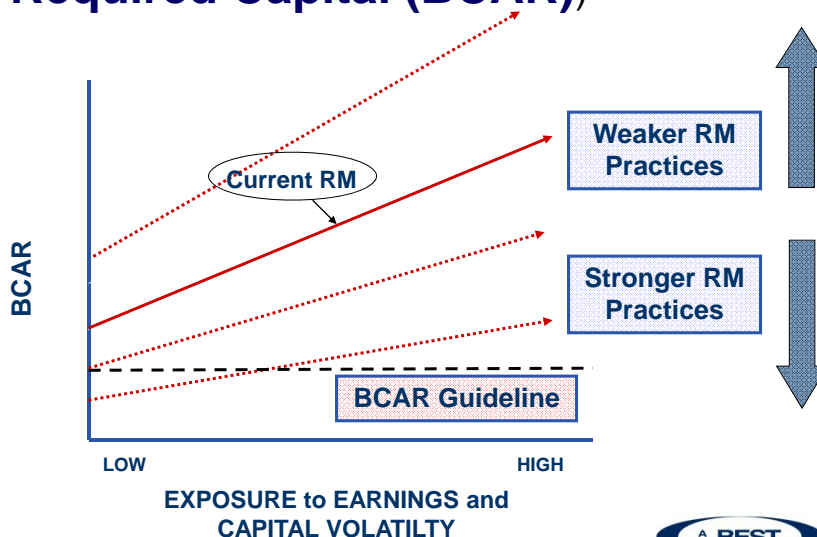 Required Capital (BCAR))
Weaker RM
Practices
Current RM
BCAR
Stronger RM
Practices
BCAR Guideline
LOW
HIGH
EXPOSURE to EARNINGS and
CAPITAL VOLATILTY
A BEST